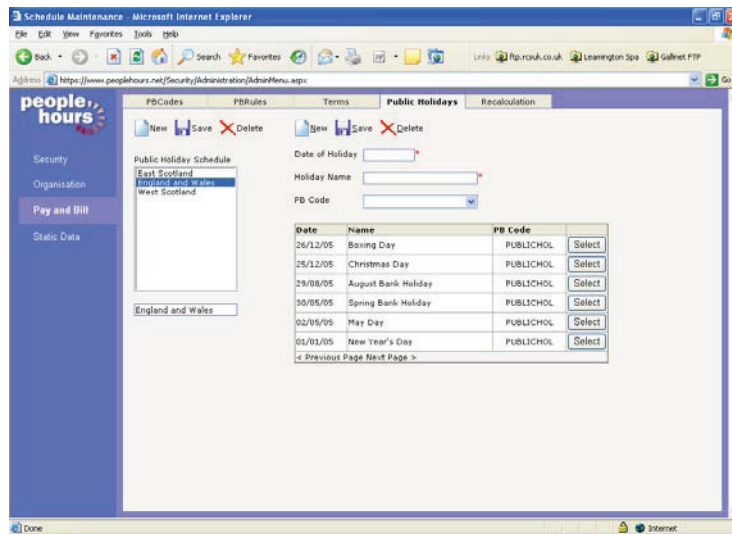 Schedule Maintenance - Microsoft Internet Explorer
File Edit View Favorites Tools Help
Back Search Favorites Links ftp.rcsuk.co.uk Leamington Spa Gallnet FTP
Address https://www.peoplehours.net/Security/Administration/AdminMenu.aspx Go
people hours
PBCodes PBRules Terms Public Holidays Recalculation
New Save Delete New Save Delete
Security
Organisation
Pay and Bill
Static Data
Public Holiday Schedule
East Scotland
England and Wales
West Scotland
England and Wales
Date of Holiday *
Holiday Name *
PB Code
Date Name PB Code
26/12/05 Boxing Day PUBLICHOL Select
25/12/05 Christmas Day PUBLICHOL Select
29/08/05 August Bank Holiday PUBLICHOL Select
30/05/05 Spring Bank Holiday PUBLICHOL Select
02/05/05 May Day PUBLICHOL Select
01/01/05 New Year's Day PUBLICHOL Select
< Previous Page Next Page >
Done Internet